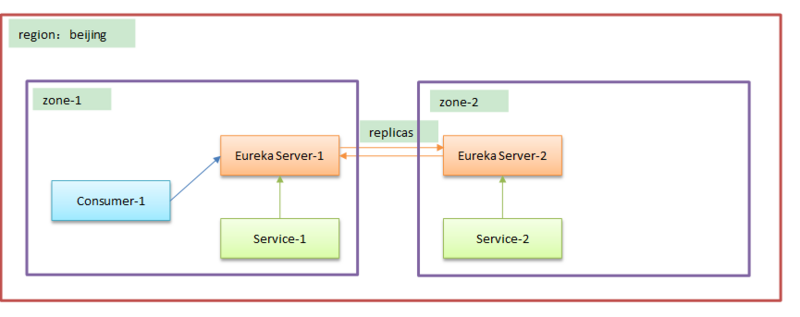 region：beijing
zone-1
zone-2
replicas
Eureka Server-1
Eureka Server-2
Consumer-1
Service-1
Service-2